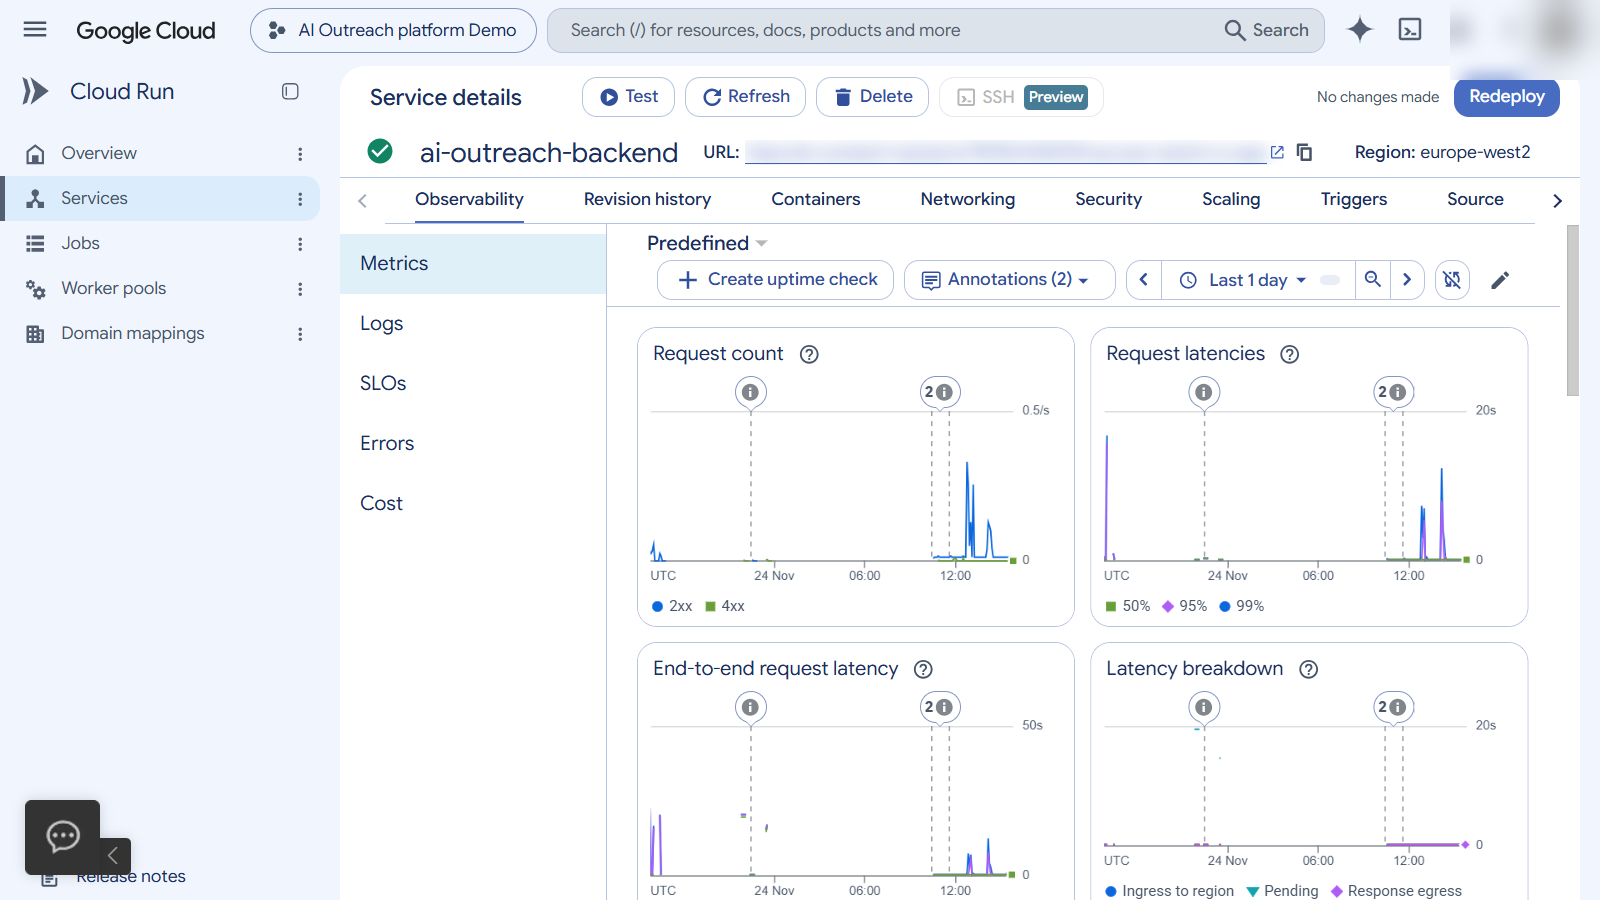 Google Cloud
AI Outreach platform Demo
Search (/) for resources, docs, products and more
Search
Cloud Run
Service details
Test
Refresh
Delete
SSH
Preview
No changes made
Redeploy
ai-outreach-backend
URL:
Region: europe-west2
Overview
Services
Jobs
Worker pools
Domain mappings
Release notes
Observability
Revision history
Containers
Networking
Security
Scaling
Triggers
Source
Metrics
Logs
SLOs
Errors
Cost
Predefined
Create uptime check
Annotations (2)
Last 1 day
Request count
2
0.5/s
0
UTC
24 Nov
06:00
12:00
2xx
4xx
Request latencies
2
20s
0
UTC
24 Nov
06:00
12:00
50%
95%
99%
End-to-end request latency
2
50s
0
UTC
24 Nov
06:00
12:00
Latency breakdown
2
20s
0
UTC
24 Nov
06:00
12:00
Ingress to region
Pending
Response egress